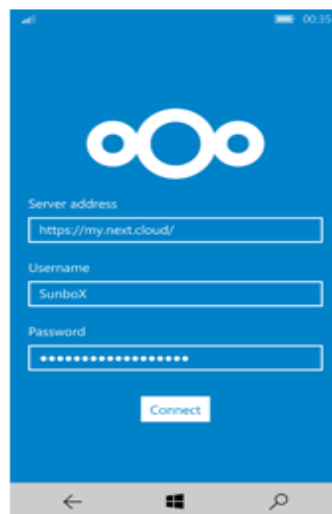 00:35
Server address
https://my.next.cloud/
Username
SunboX
Password
••••••••••••••••••
Connect